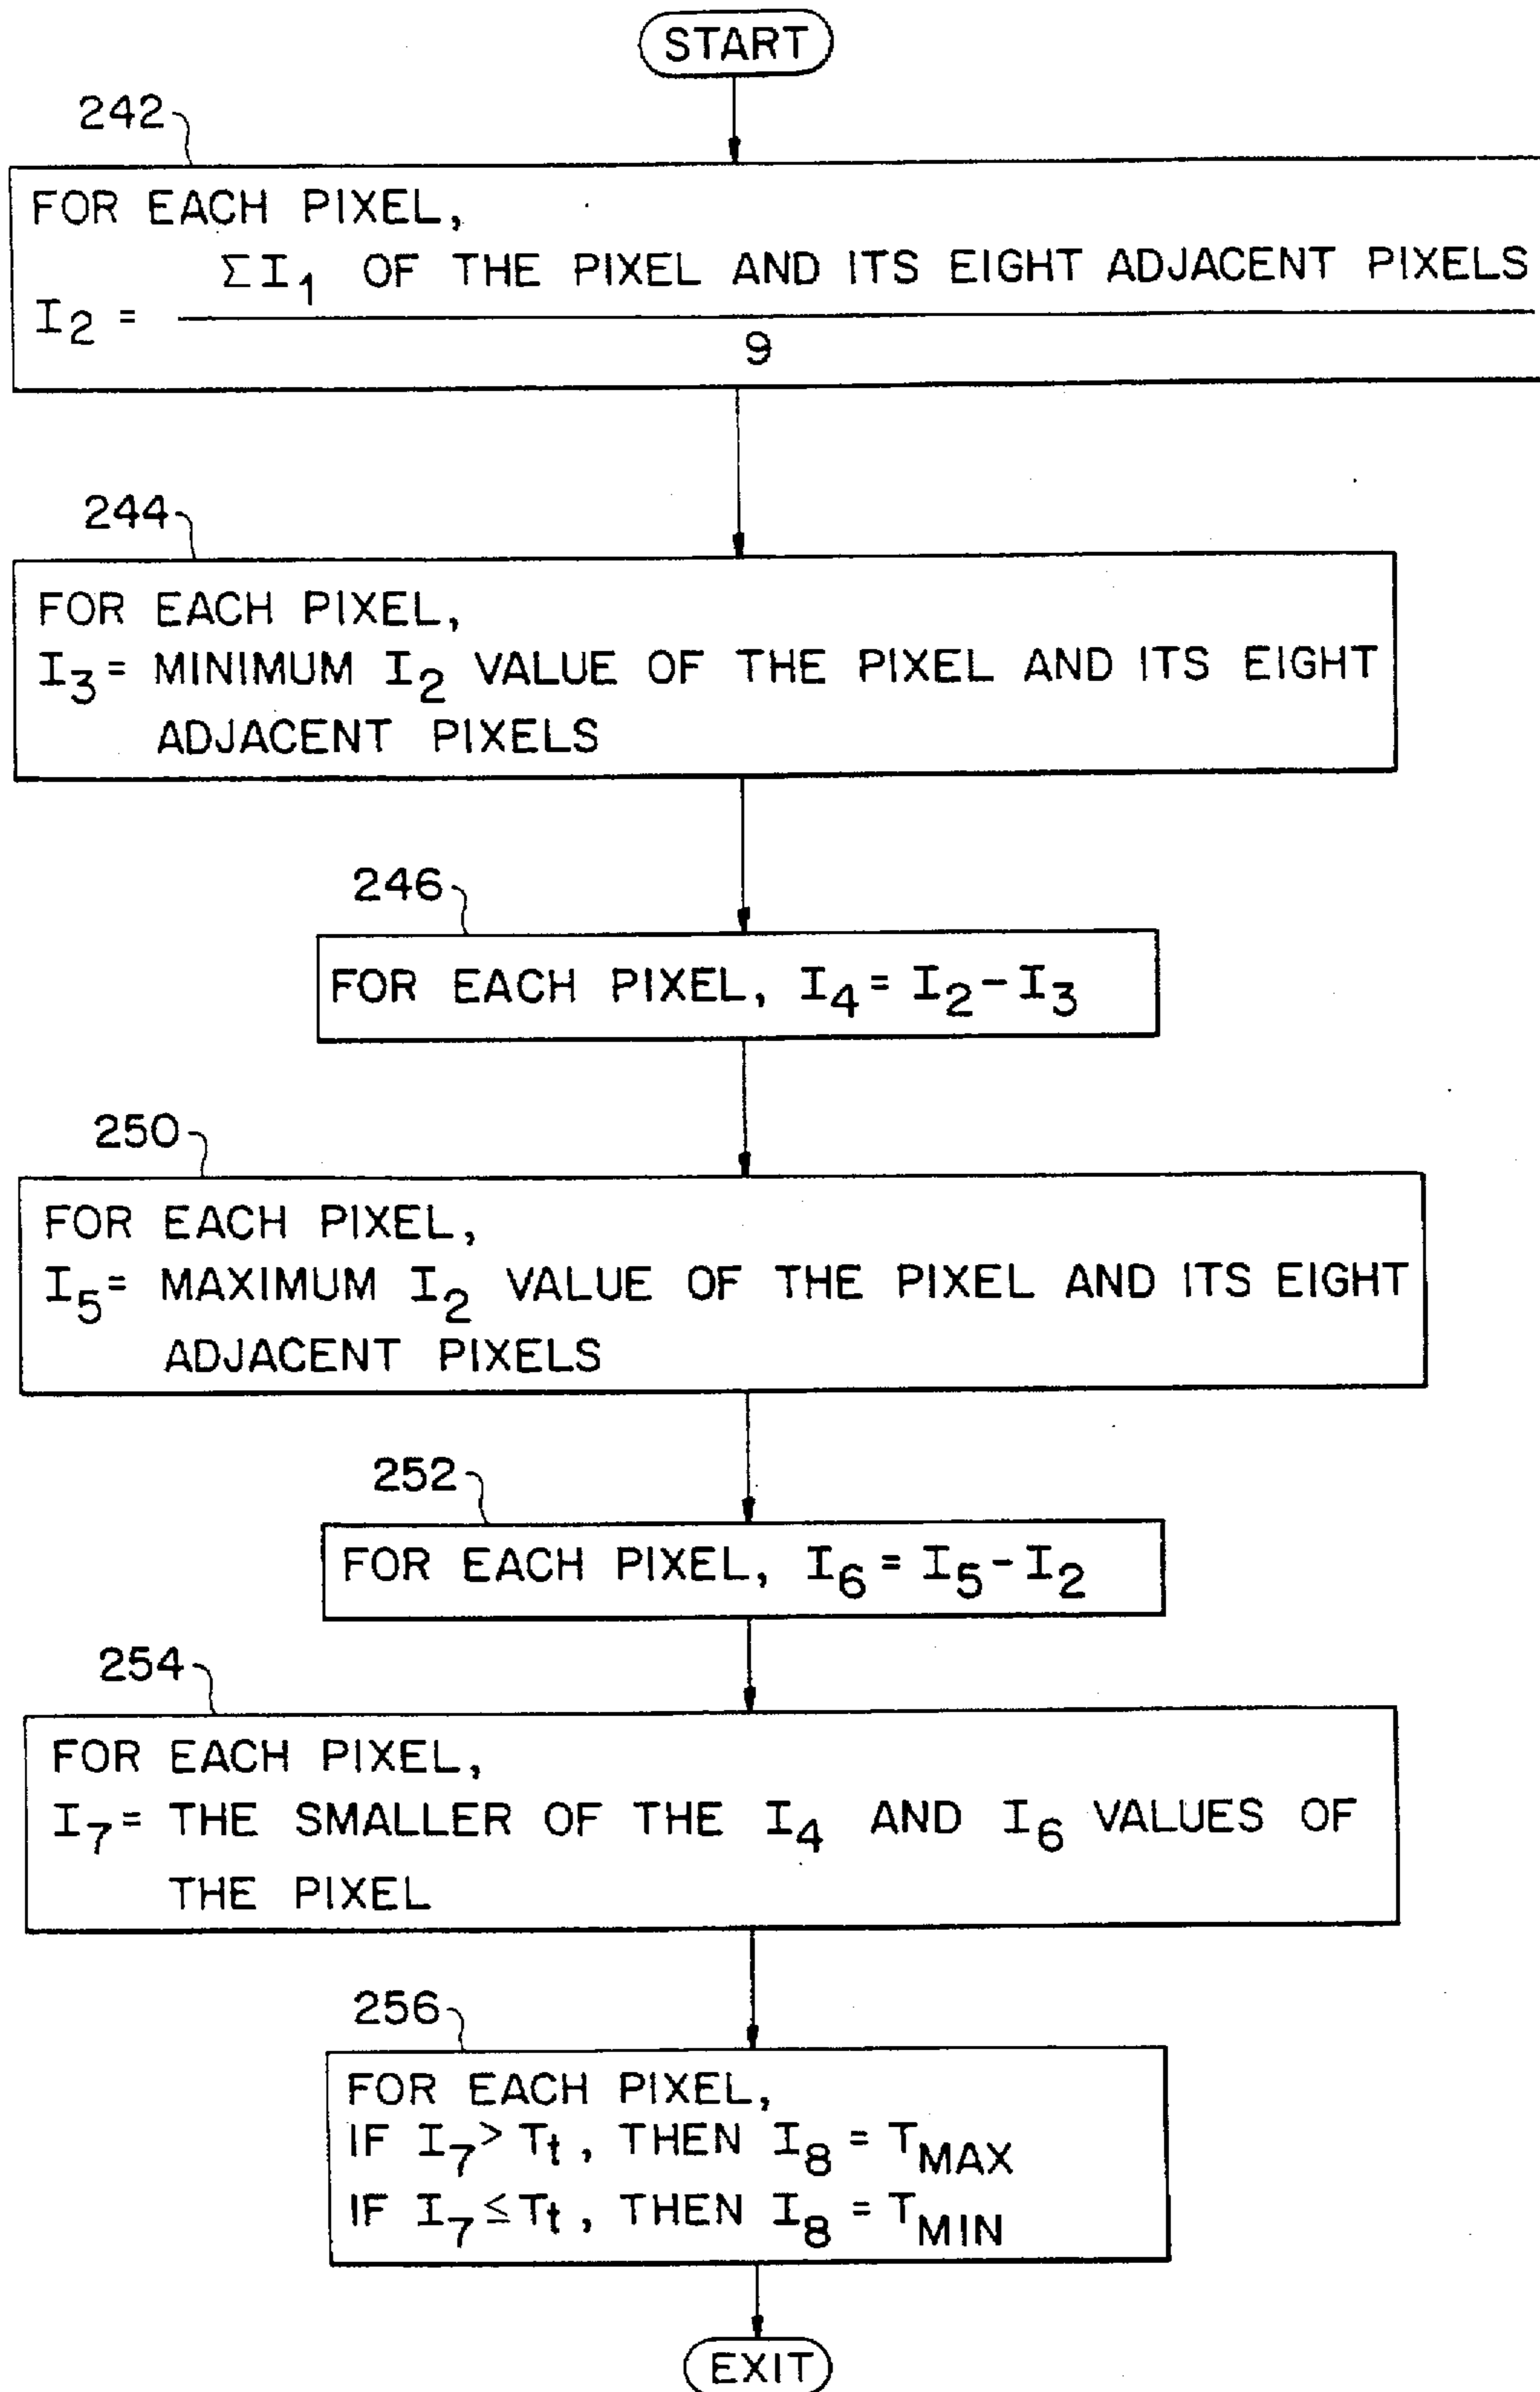 START
242
FOR EACH PIXEL,
ΣI₁ OF THE PIXEL AND ITS EIGHT ADJACENT PIXELS
I₂ =
9
244
FOR EACH PIXEL,
I₃ = MINIMUM I₂ VALUE OF THE PIXEL AND ITS EIGHT
ADJACENT PIXELS
246
FOR EACH PIXEL, I₄ = I₂ - I₃
250
FOR EACH PIXEL,
I₅ = MAXIMUM I₂ VALUE OF THE PIXEL AND ITS EIGHT
ADJACENT PIXELS
252
FOR EACH PIXEL, I₆ = I₅ - I₂
254
FOR EACH PIXEL,
I₇ = THE SMALLER OF THE I₄ AND I₆ VALUES OF
THE PIXEL
256
FOR EACH PIXEL,
IF I₇ > Tt, THEN I₈ = TMAX
IF I₇ ≤ Tt, THEN I₈ = TMIN
EXIT